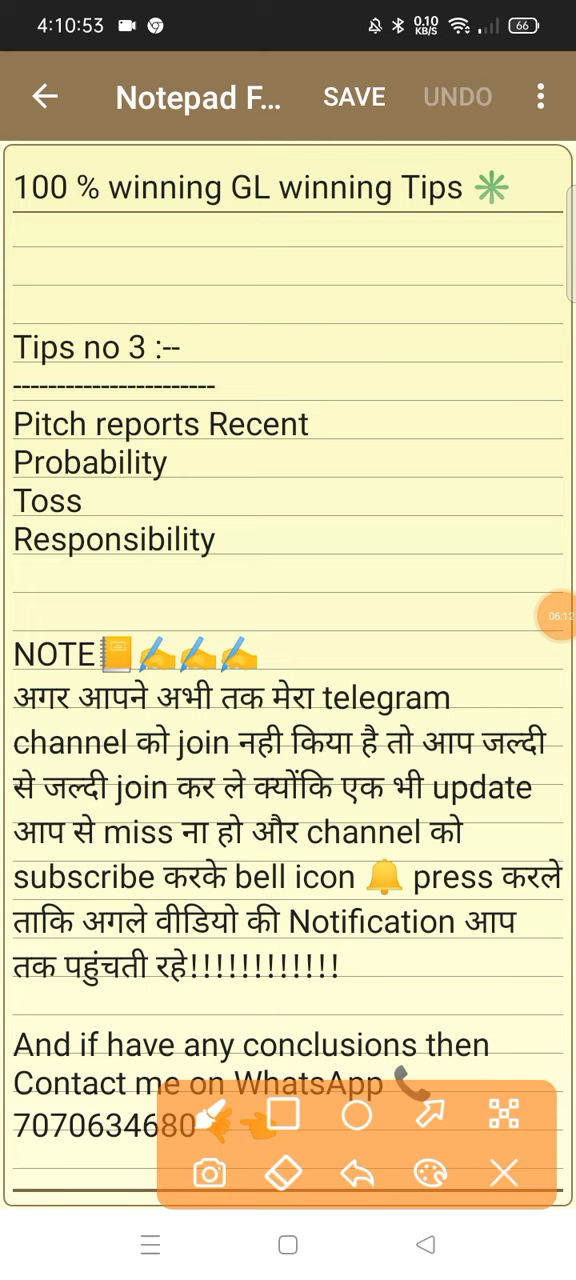 4:10:53
0.10 KB/S
66
Notepad F...
SAVE
UNDO
100 % winning GL winning Tips ✳️
Tips no 3 :--
-----------------------
Pitch reports Recent
Probability
Toss
Responsibility
06:12
NOTE📒✍️✍️✍️
अगर आपने अभी तक मेरा telegram
channel को join नही किया है तो आप जल्दी
से जल्दी join कर ले क्योंकि एक भी update
आप से miss ना हो और channel को
subscribe करके bell icon 🔔 press करले
ताकि अगले वीडियो की Notification आप
तक पहुंचती रहे!!!!!!!!!!!!
And if have any conclusions then
Contact me on WhatsApp 📞
7070634680